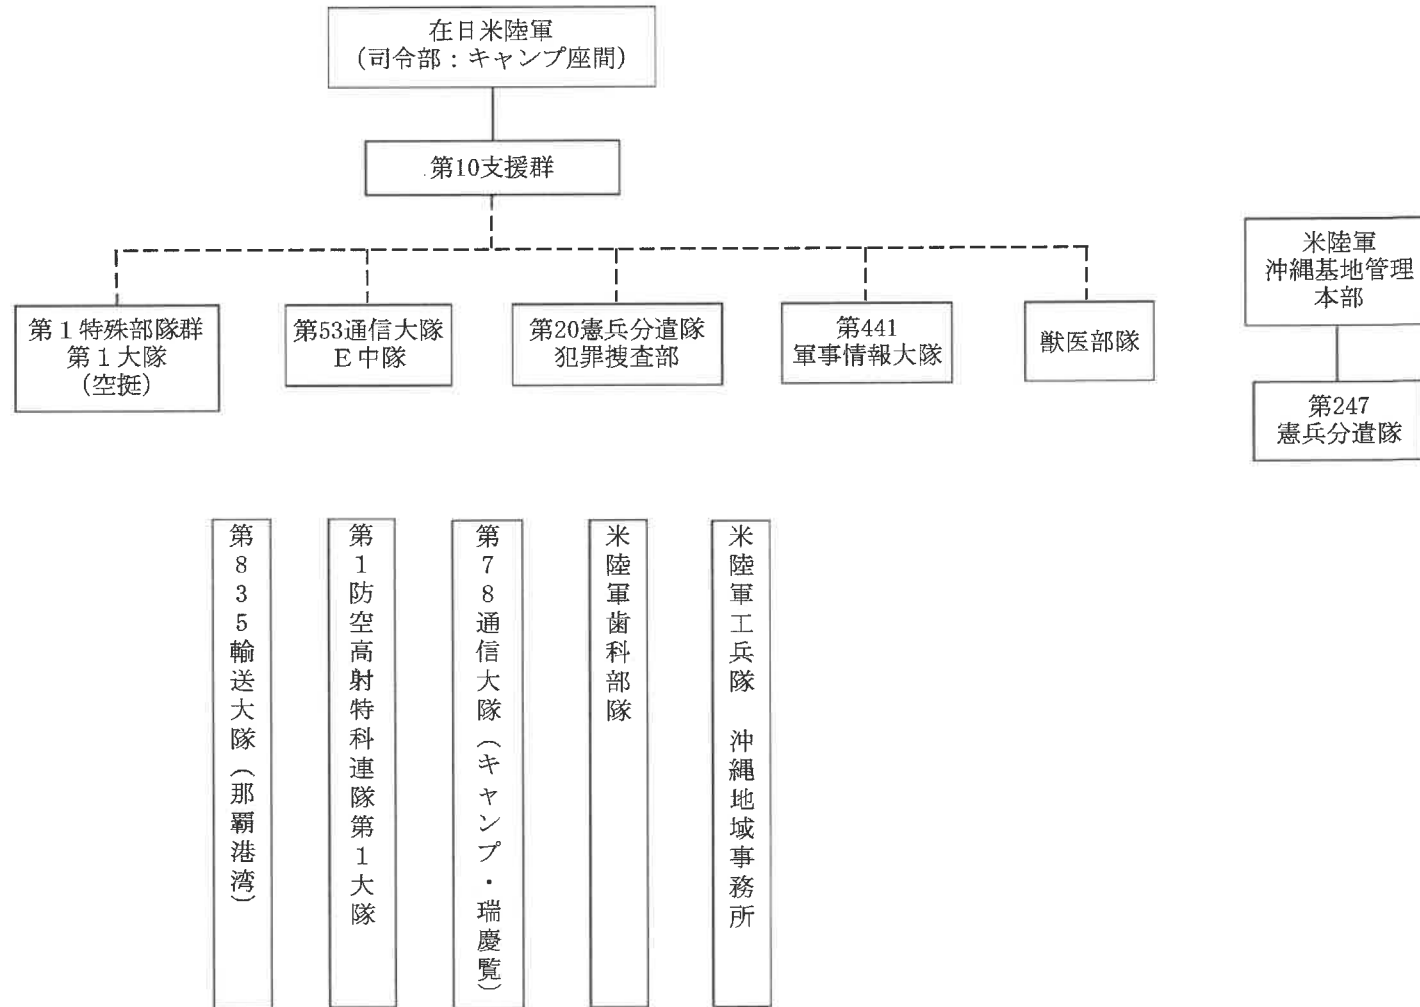 在日米陸軍
(司令部：キャンプ座間)
第10支援群
第１特殊部隊群
第１大隊
(空挺)
第53通信大隊
Ｅ中隊
第20憲兵分遣隊
犯罪捜査部
第441
軍事情報大隊
獣医部隊
米陸軍
沖縄基地管理
本部
第247
憲兵分遣隊
第８３５輸送大隊（那覇港湾）
第１防空高射特科連隊第１大隊
第７８通信大隊（キャンプ・瑞慶覧）
米陸軍歯科部隊
米陸軍工兵隊　沖縄地域事務所